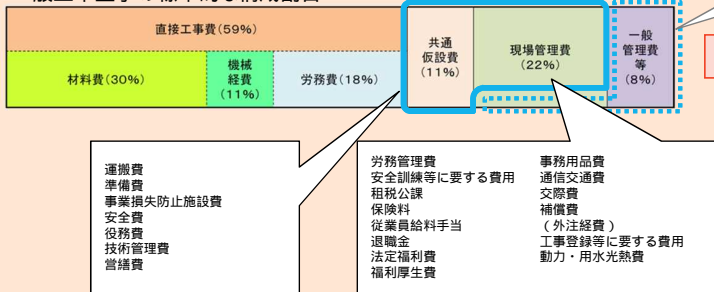 直接工事費(59%)
材料費(30%)
機械
経費
(11%)
労務費(18%)
共通
仮設費
(11%)
現場管理費
(22%)
一般
管理費
等
(8%)
運搬費
準備費
事業損失防止施設費
安全費
役務費
技術管理費
営繕費
労務管理費
安全訓練等に要する費用
租税公課
保険料
従業員給料手当
退職金
法定福利費
福利厚生費
事務用品費
通信交通費
交際費
補償費
(外注経費)
工事登録等に要する費用
動力・用水光熱費